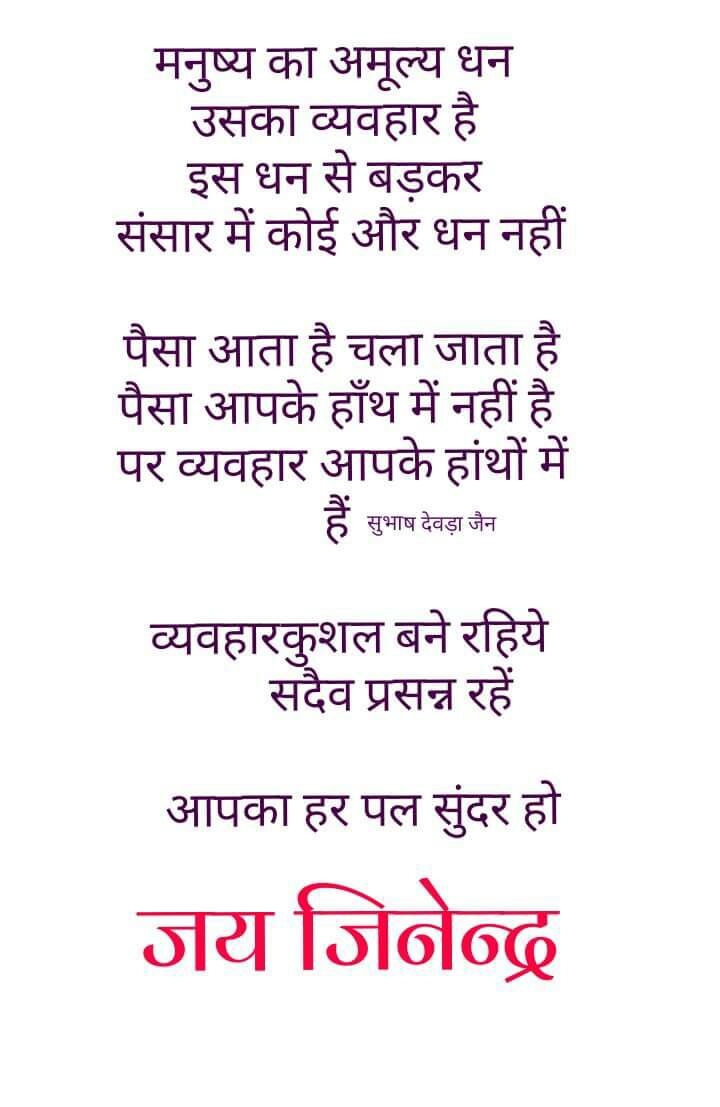 मनुष्य का अमूल्य धन
उसका व्यवहार है
इस धन से बड़कर
संसार में कोई और धन नहीं
पैसा आता है चला जाता है
पैसा आपके हाँथ में नहीं है
पर व्यवहार आपके हांथों में
हैं सुभाष देवड़ा जैन
व्यवहारकुशल बने रहिये
सदैव प्रसन्न रहें
आपका हर पल सुंदर हो
जय जिनेन्द्र